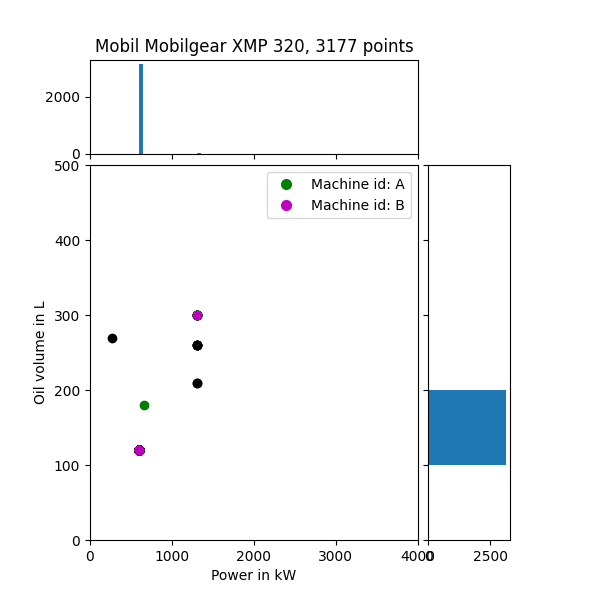 Mobil Mobilgear XMP 320, 3177 points
2000
0
500
400
300
200
100
0
Machine id: A
Machine id: B
Oil volume in L
0 1000 2000 3000 4000
0 2500
Power in kW